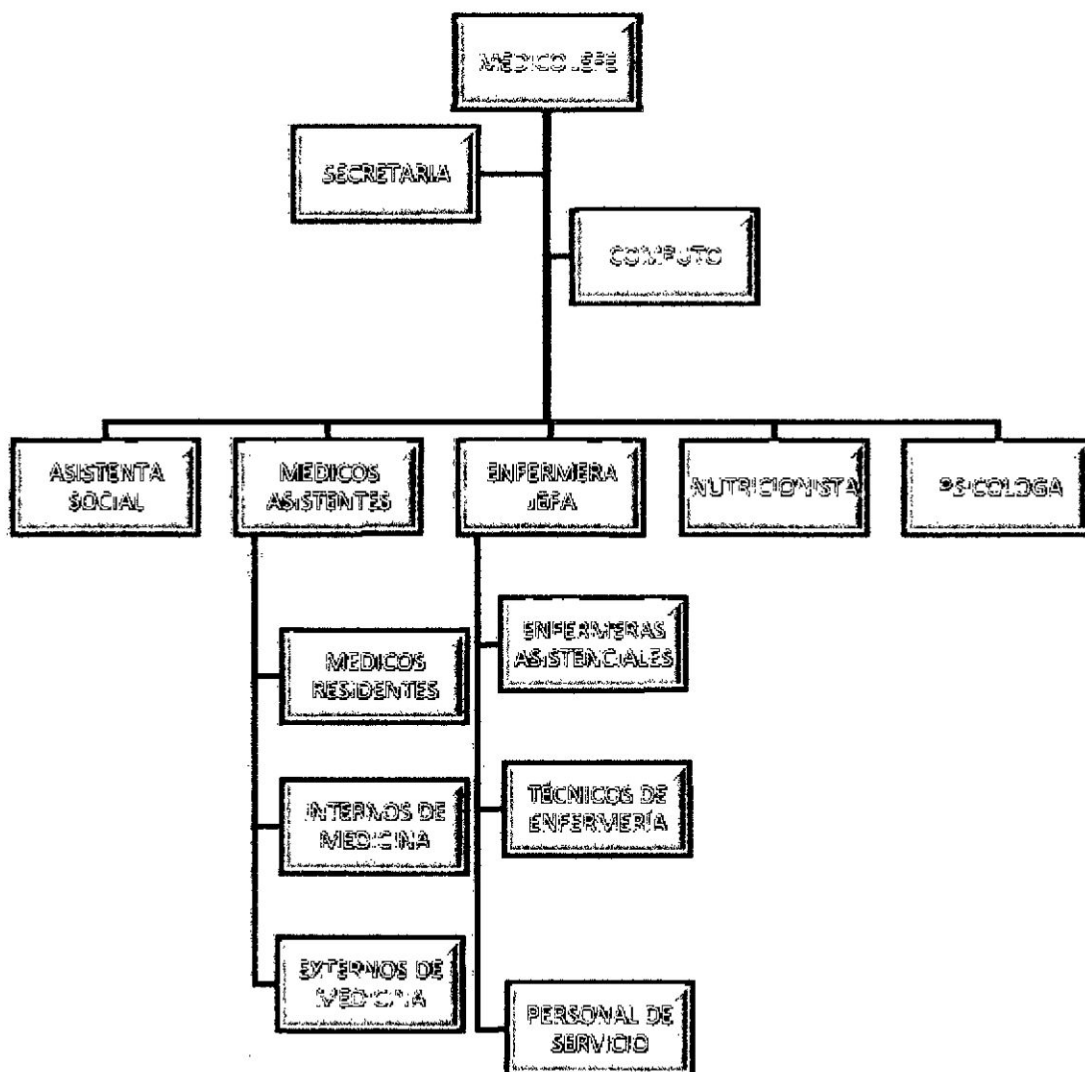 MEDICO JEFE
SECRETARIA
COMPUTO
ASISTENTA
SOCIAL
MEDICOS
ASISTENTES
ENFERMERA
JEFA
NUTRICIONISTA
PSICOLOGA
MEDICOS
RESIDENTES
ENFERMERAS
ASISTENCIALES
INTERNOS DE
MEDICINA
TÉCNICOS DE
ENFERMERÍA
EXTERNOS DE
MEDICINA
PERSONAL DE
SERVICIO